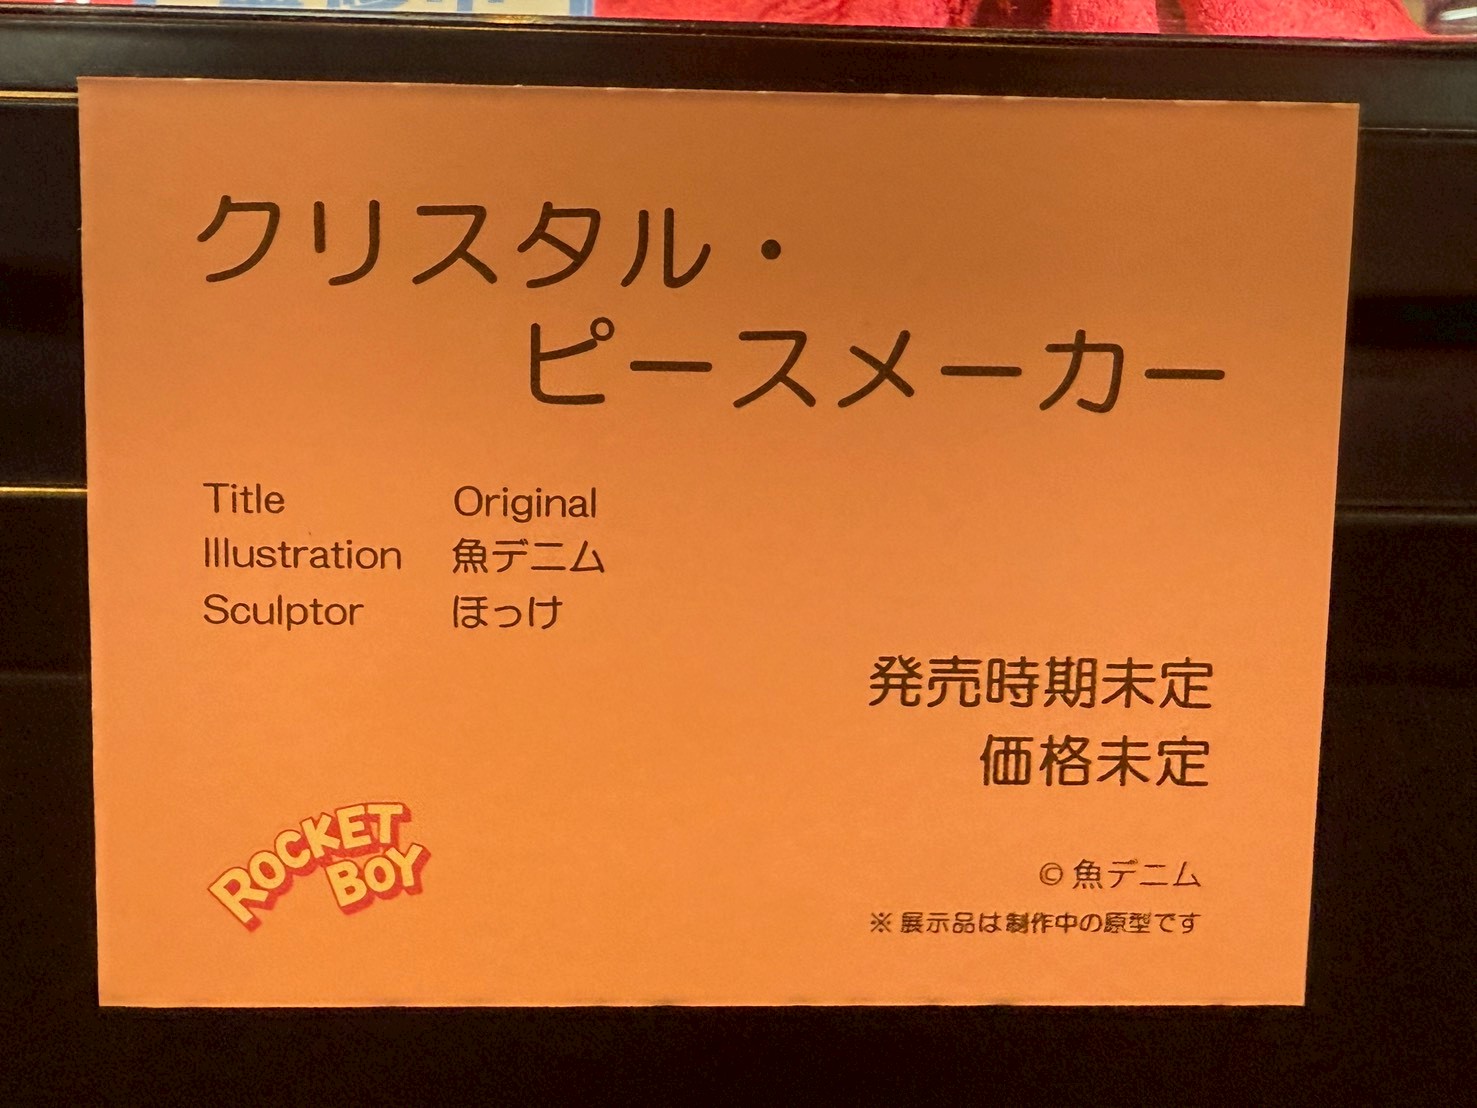 クリスタル・
ピースメーカー
Title Original
Illustration 魚デニム
Sculptor ほっけ
発売時期未定
価格未定
ROCKET
BOY
© 魚デニム
※ 展示品は制作中の原型です